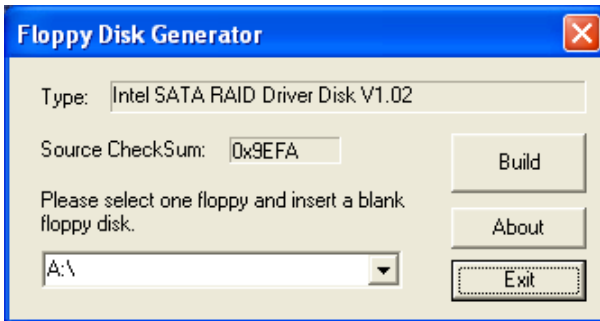 Floppy Disk Generator
Type: Intel SATA RAID Driver Disk V1.02
Source CheckSum: 0x9EFA
Build
Please select one floppy and insert a blank
floppy disk.
About
A:\
Exit